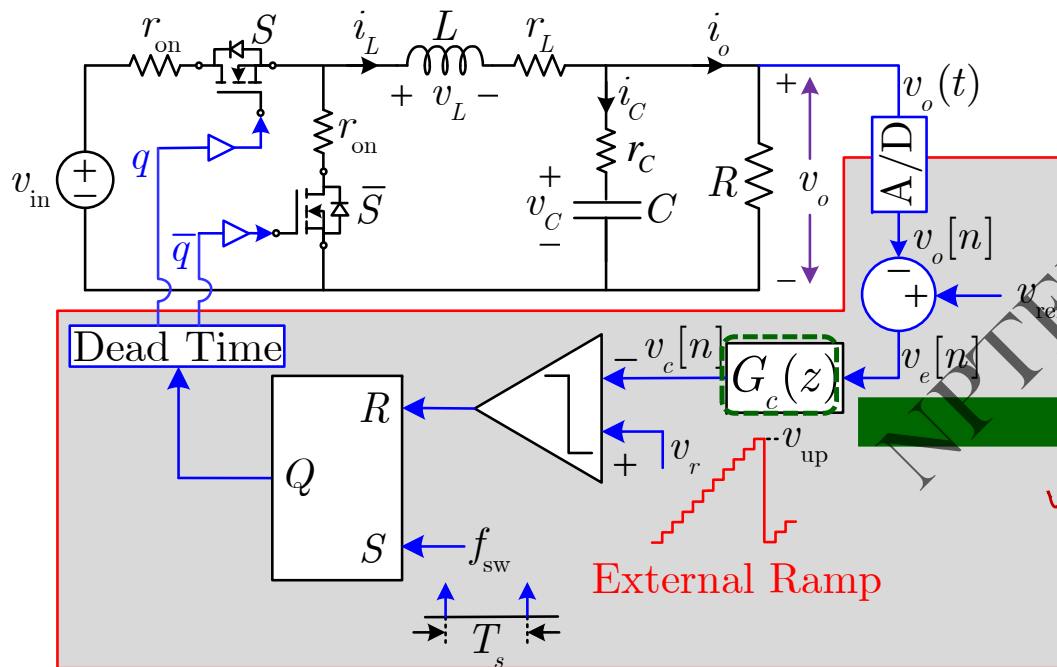 r_on
S
i_L
L
r_L
i_o
+ v_L −
i_C
r_on
r_C
R
+
v_o
−
v_o(t)
A/D
q
v_in
+
−
S̅
+
v_C
−
C
q̅
v_o[n]
−
+
v_re
Dead Time
v_e[n]
− v_c[n]
G_c(z)
NPTE
R
v_r
+
v_up
Q
S
f_sw
External Ramp
T_s